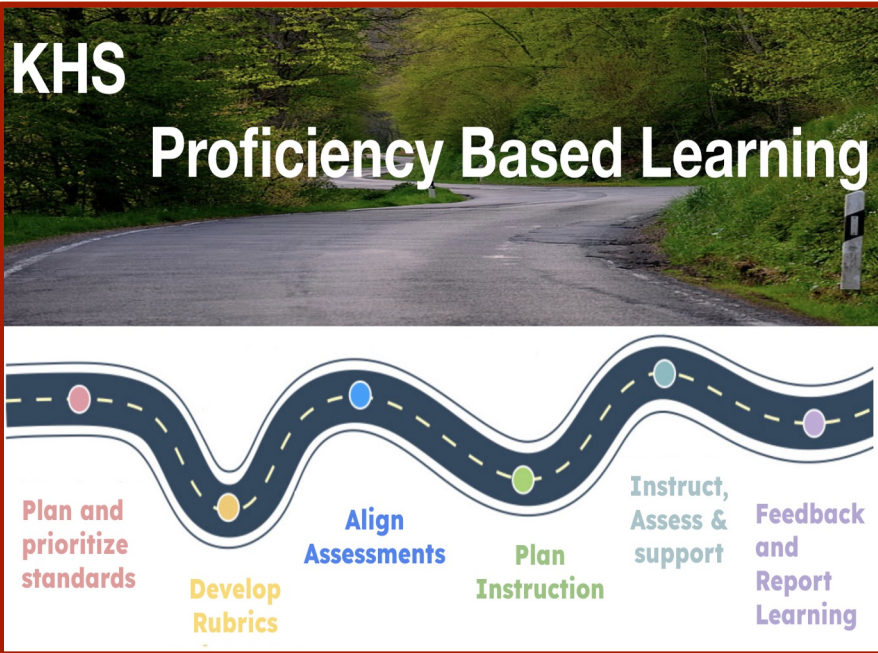 KHS
Proficiency Based Learning
Plan and
prioritize
standards
Develop
Rubrics
Align
Assessments
Plan
Instruction
Instruct,
Assess &
support
Feedback
and
Report
Learning